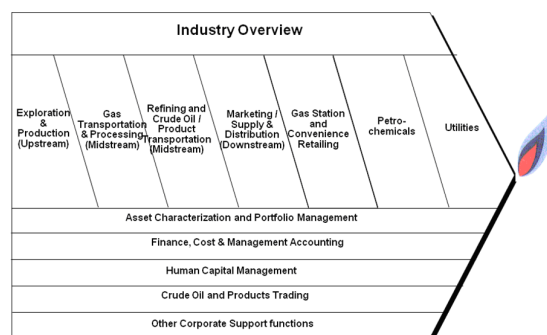 Industry Overview
Exploration
&
Production
(Upstream)
Gas
Transportation
& Processing
(Midstream)
Refining and
Crude Oil /
Product
Transportation
(Midstream)
Marketing /
Supply &
Distribution
(Downstream)
Gas Station
and
Convenience
Retailing
Petro-
chemicals
Utilities
Asset Characterization and Portfolio Management
Finance, Cost & Management Accounting
Human Capital Management
Crude Oil and Products Trading
Other Corporate Support functions